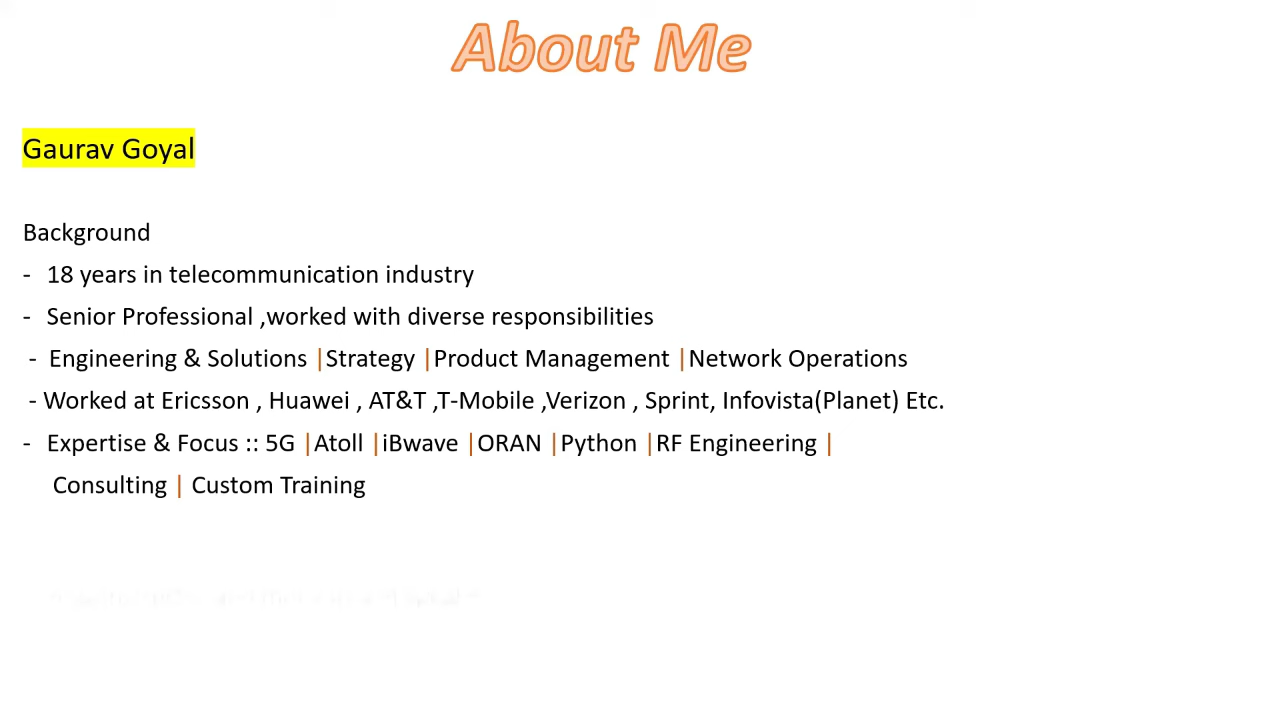 About Me
Gaurav Goyal
Background
- 18 years in telecommunication industry
- Senior Professional ,worked with diverse responsibilities
- Engineering & Solutions |Strategy |Product Management |Network Operations
- Worked at Ericsson , Huawei , AT&T ,T-Mobile ,Verizon , Sprint, Infovista(Planet) Etc.
- Expertise & Focus :: 5G |Atoll |iBwave |ORAN |Python |RF Engineering |
Consulting | Custom Training